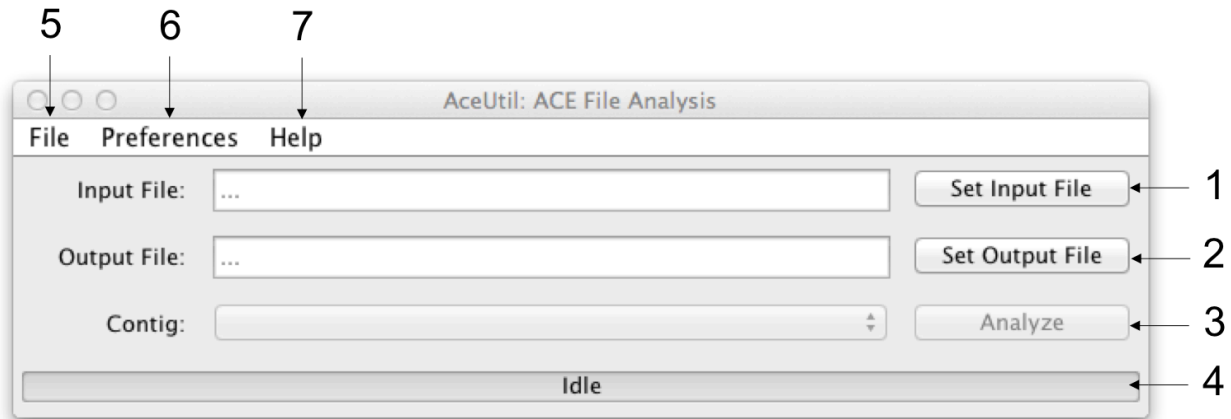 5 6 7
AceUtil: ACE File Analysis
File Preferences Help
Input File: ... Set Input File 1
Output File: ... Set Output File 2
Contig: Analyze 3
Idle 4